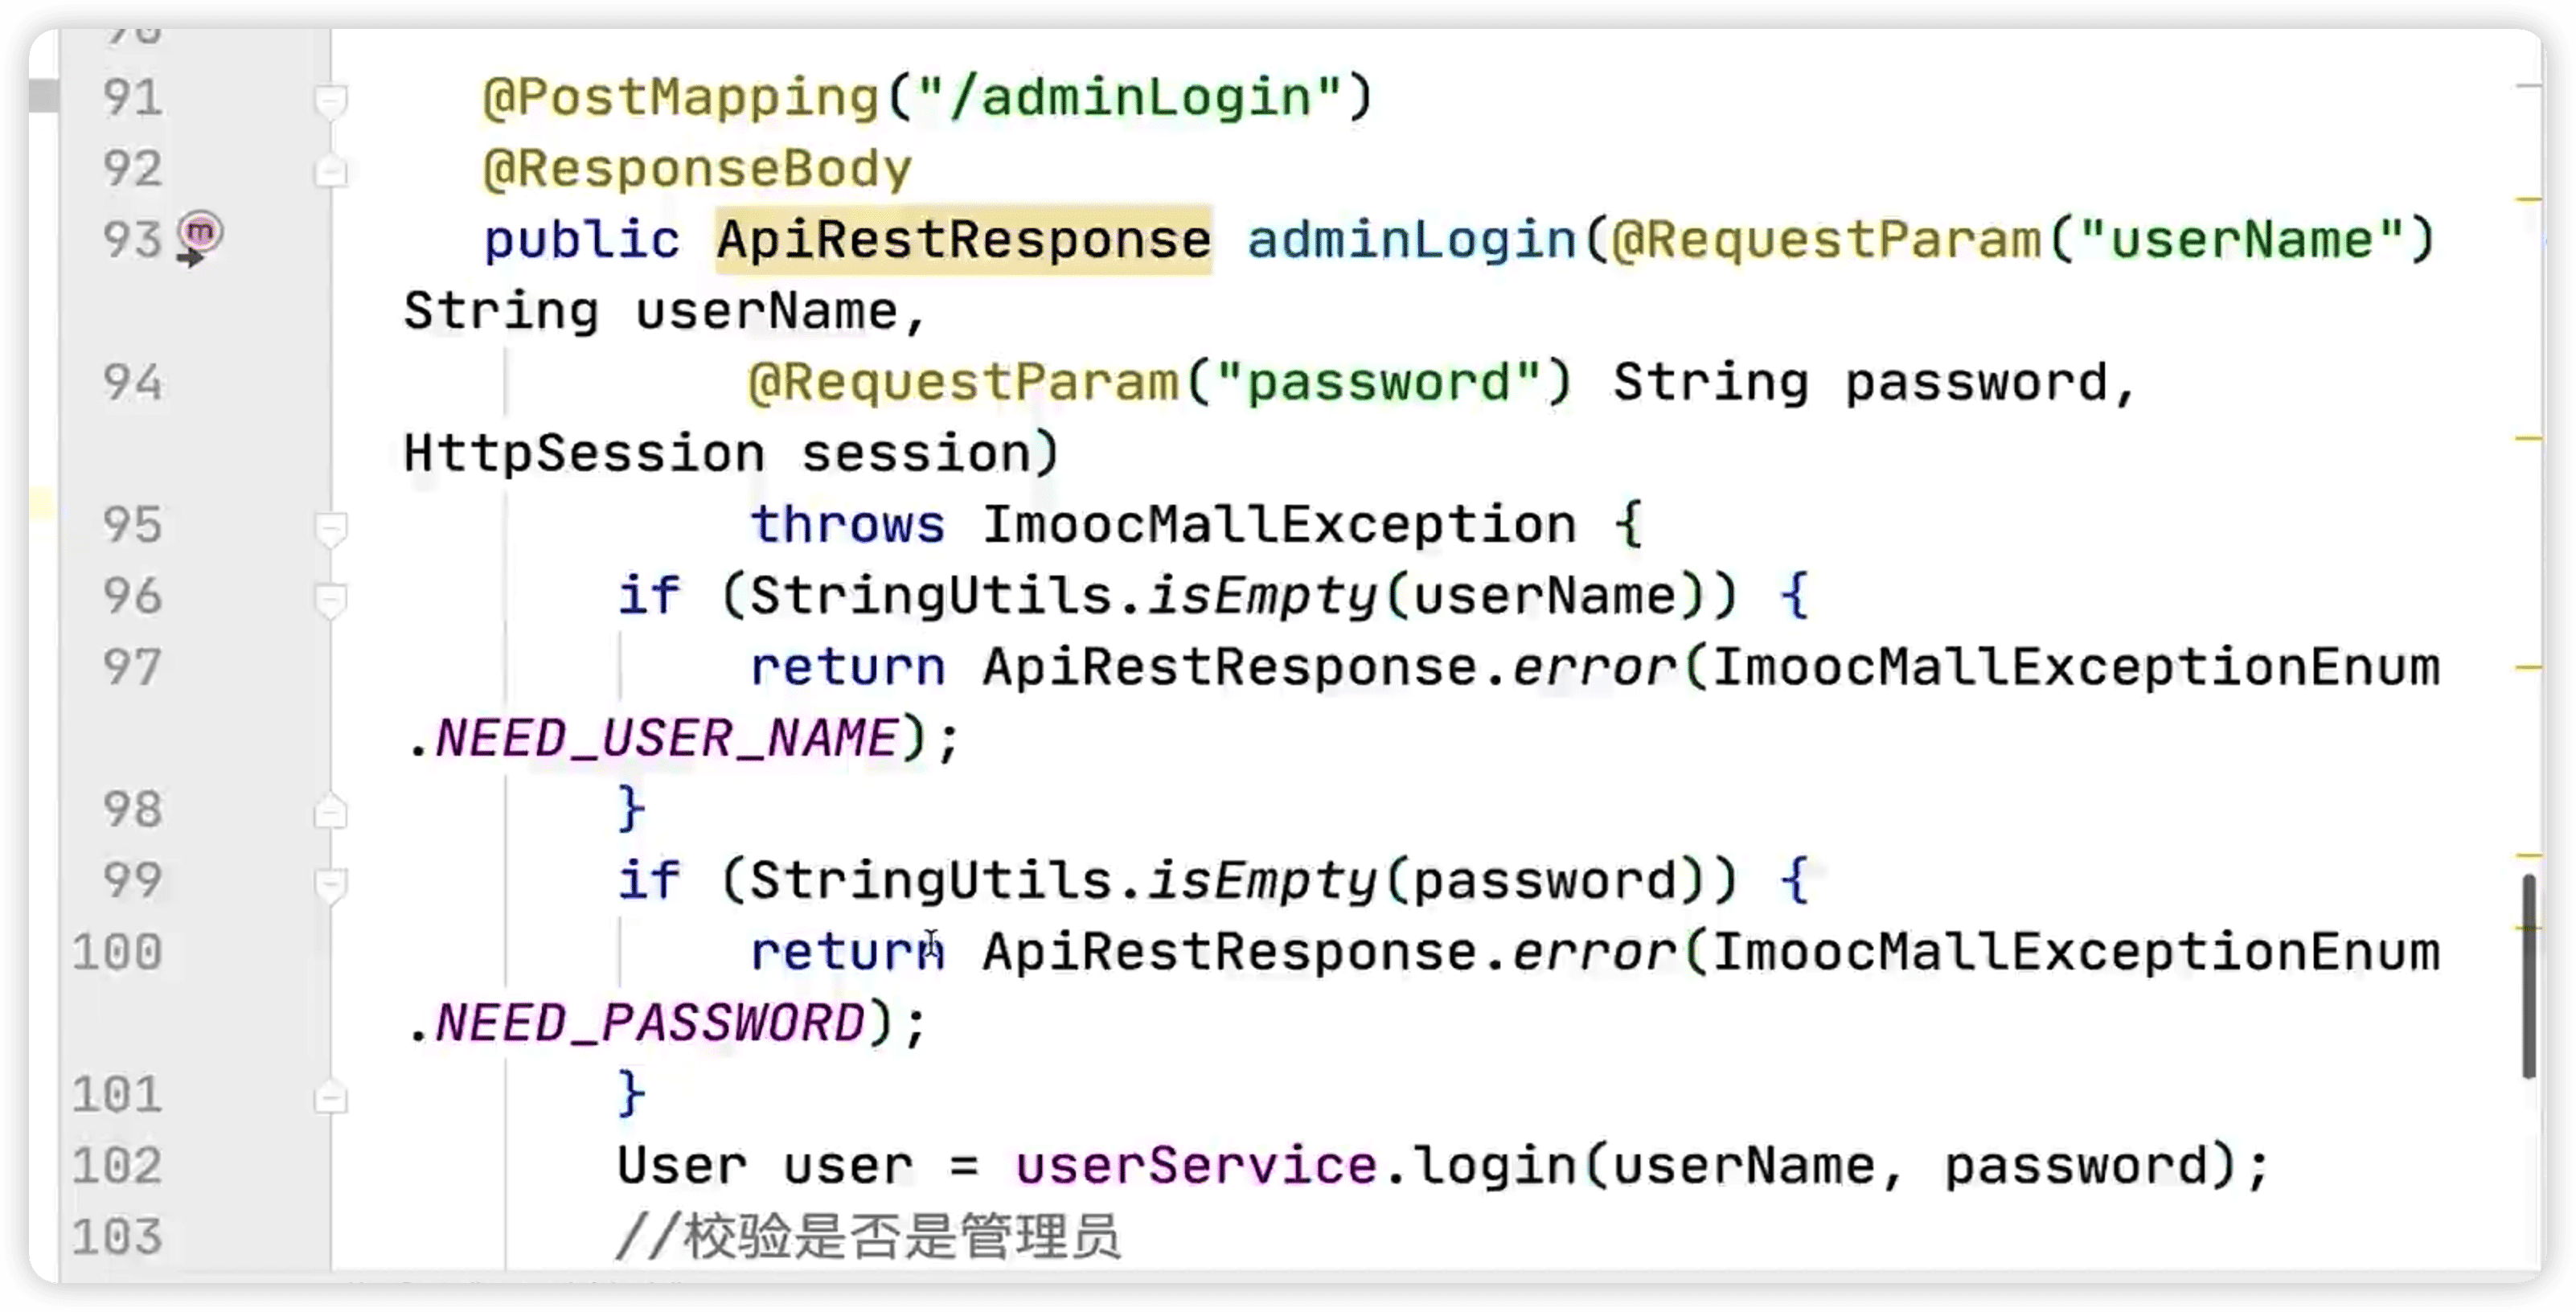 91 @PostMapping("/adminLogin")
92 @ResponseBody
93 public ApiRestResponse adminLogin(@RequestParam("userName")
String userName,
94 @RequestParam("password") String password,
HttpSession session)
95 throws ImoocMallException {
96 if (StringUtils.isEmpty(userName)) {
97 return ApiRestResponse.error(ImoocMallExceptionEnum
.NEED_USER_NAME);
98 }
99 if (StringUtils.isEmpty(password)) {
100 return ApiRestResponse.error(ImoocMallExceptionEnum
.NEED_PASSWORD);
101 }
102 User user = userService.login(userName, password);
103 //校验是否是管理员